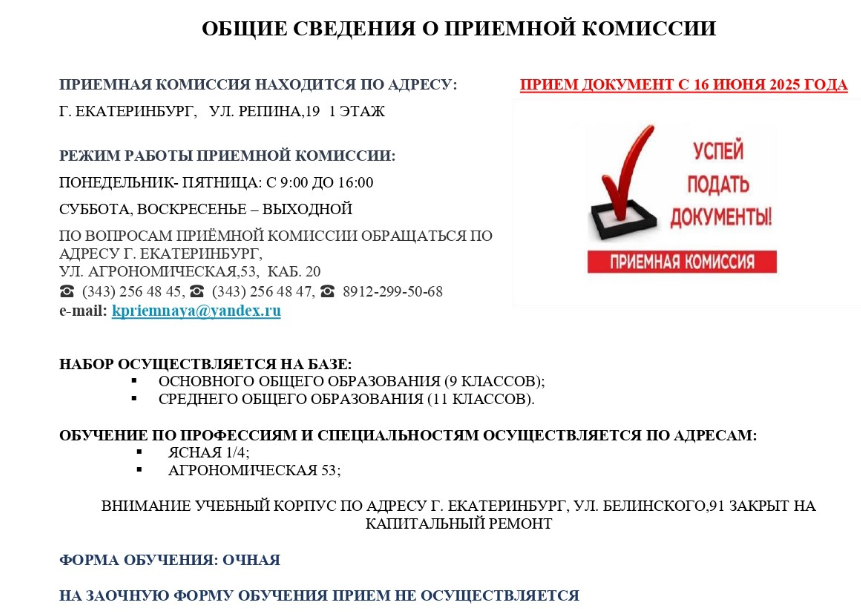 ОБЩИЕ СВЕДЕНИЯ О ПРИЕМНОЙ КОМИССИИ
ПРИЕМНАЯ КОМИССИЯ НАХОДИТСЯ ПО АДРЕСУ:
Г. ЕКАТЕРИНБУРГ, УЛ. РЕПИНА,19 1 ЭТАЖ
РЕЖИМ РАБОТЫ ПРИЕМНОЙ КОМИССИИ:
ПОНЕДЕЛЬНИК- ПЯТНИЦА: С 9:00 ДО 16:00
СУББОТА, ВОСКРЕСЕНЬЕ – ВЫХОДНОЙ
ПО ВОПРОСАМ ПРИЁМНОЙ КОМИССИИ ОБРАЩАТЬСЯ ПО
АДРЕСУ Г. ЕКАТЕРИНБУРГ,
УЛ. АГРОНОМИЧЕСКАЯ,53, КАБ. 20
☎ (343) 256 48 45, ☎ (343) 256 48 47, ☎ 8912-299-50-68
e-mail: kpriemnaya@yandex.ru
ПРИЕМ ДОКУМЕНТ С 16 ИЮНЯ 2025 ГОДА
УСПЕЙ
ПОДАТЬ
ДОКУМЕНТЫ!
ПРИЕМНАЯ КОМИССИЯ
НАБОР ОСУЩЕСТВЛЯЕТСЯ НА БАЗЕ:
▪ ОСНОВНОГО ОБЩЕГО ОБРАЗОВАНИЯ (9 КЛАССОВ);
▪ СРЕДНЕГО ОБЩЕГО ОБРАЗОВАНИЯ (11 КЛАССОВ).
ОБУЧЕНИЕ ПО ПРОФЕССИЯМ И СПЕЦИАЛЬНОСТЯМ ОСУЩЕСТВЛЯЕТСЯ ПО АДРЕСАМ:
▪ ЯСНАЯ 1/4;
▪ АГРОНОМИЧЕСКАЯ 53;
ВНИМАНИЕ УЧЕБНЫЙ КОРПУС ПО АДРЕСУ Г. ЕКАТЕРИНБУРГ, УЛ. БЕЛИНСКОГО,91 ЗАКРЫТ НА
КАПИТАЛЬНЫЙ РЕМОНТ
ФОРМА ОБУЧЕНИЯ: ОЧНАЯ
НА ЗАОЧНУЮ ФОРМУ ОБУЧЕНИЯ ПРИЕМ НЕ ОСУЩЕСТВЛЯЕТСЯ